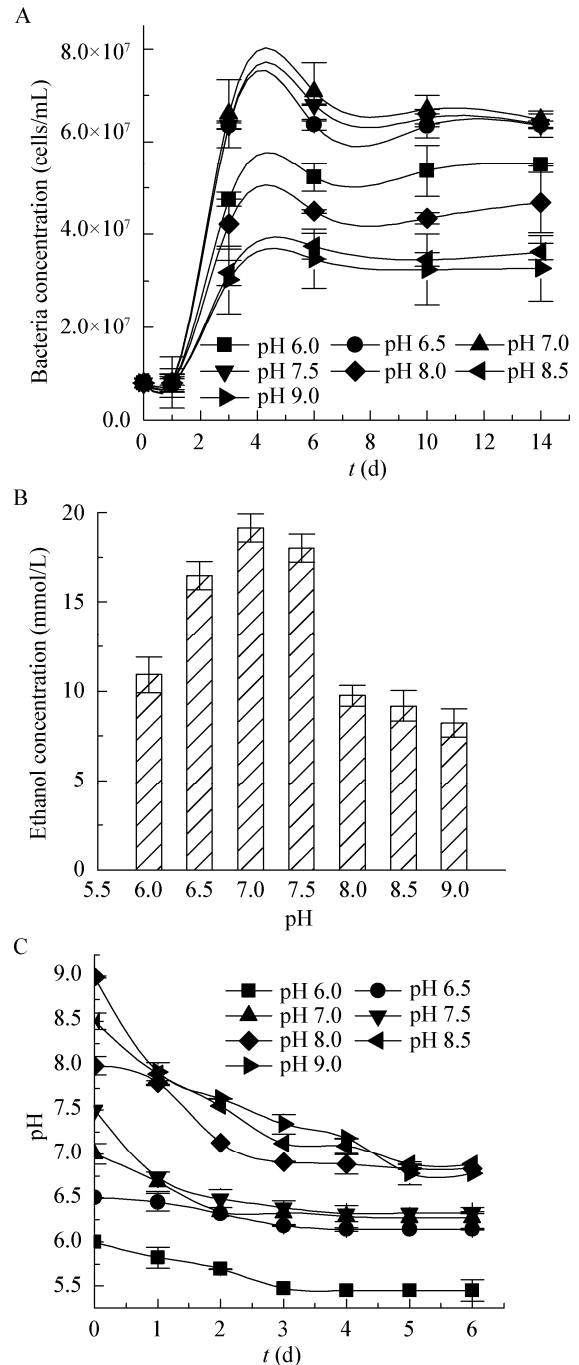 A
Bacteria concentration (cells/mL)
8.0×10⁷
6.0×10⁷
4.0×10⁷
2.0×10⁷
0.0
pH 6.0 pH 6.5 pH 7.0
pH 7.5 pH 8.0 pH 8.5
pH 9.0
0 2 4 6 8 10 12 14
t (d)
B
Ethanol concentration (mmol/L)
20
15
10
5
0
5.5 6.0 6.5 7.0 7.5 8.0 8.5 9.0
pH
C
pH
9.0
8.5
8.0
7.5
7.0
6.5
6.0
5.5
pH 6.0 pH 6.5
pH 7.0 pH 7.5
pH 8.0 pH 8.5
pH 9.0
0 1 2 3 4 5 6
t (d)